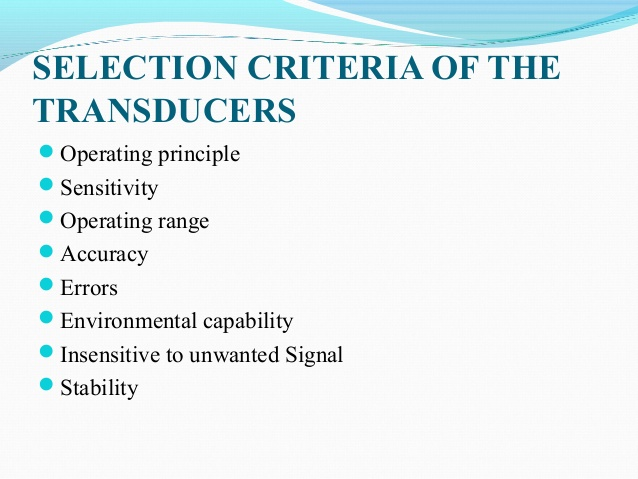 SELECTION CRITERIA OF THE
TRANSDUCERS
Operating principle
Sensitivity
Operating range
Accuracy
Errors
Environmental capability
Insensitive to unwanted Signal
Stability